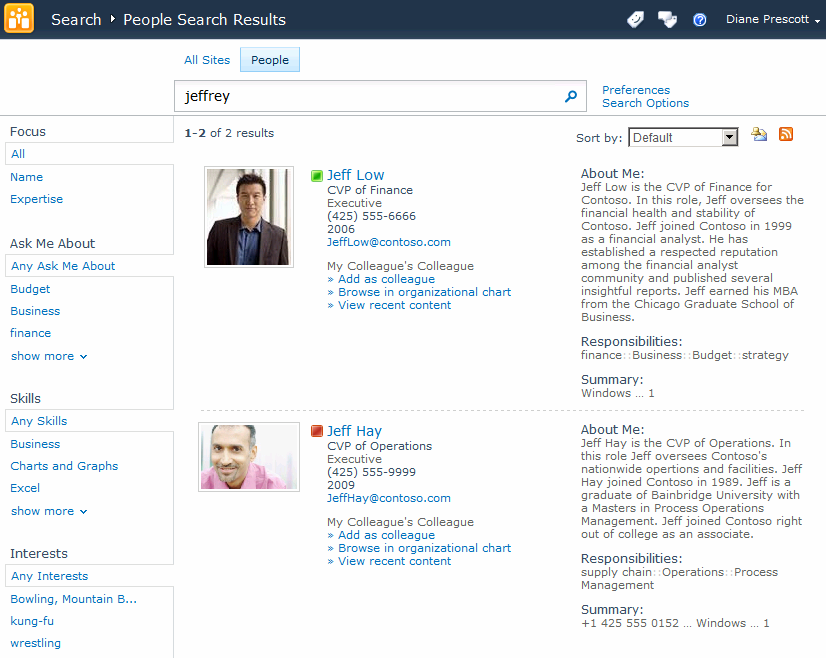 Search ▸ People Search Results
Diane Prescott
All Sites
People
jeffrey
Preferences
Search Options
Focus
All
Name
Expertise
Ask Me About
Any Ask Me About
Budget
Business
finance
show more
Skills
Any Skills
Business
Charts and Graphs
Excel
show more
Interests
Any Interests
Bowling, Mountain B...
kung-fu
wrestling
1-2 of 2 results
Sort by: Default
Jeff Low
CVP of Finance
Executive
(425) 555-6666
2006
JeffLow@contoso.com
My Colleague's Colleague
» Add as colleague
» Browse in organizational chart
» View recent content
About Me:
Jeff Low is the CVP of Finance for
Contoso. In this role, Jeff oversees the
financial health and stability of
Contoso. Jeff joined Contoso in 1999
as a financial analyst. He has
established a respected reputation
among the financial analyst
community and published several
insightful reports. Jeff earned his MBA
from the Chicago Graduate School of
Business.
Responsibilities:
finance::Business::Budget::strategy
Summary:
Windows ... 1
Jeff Hay
CVP of Operations
Executive
(425) 555-9999
2009
JeffHay@contoso.com
My Colleague's Colleague
» Add as colleague
» Browse in organizational chart
» View recent content
About Me:
Jeff Hay is the CVP of Operations. In
this role Jeff oversees Contoso's
nationwide opertions and facilities. Jeff
Hay joined Contoso in 1989. Jeff is a
graduate of Bainbridge University with
a Masters in Process Operations
Management. Jeff joined Contoso right
out of college as an associate.
Responsibilities:
supply chain::Operations::Process
Management
Summary:
+1 425 555 0152 ... Windows ... 1